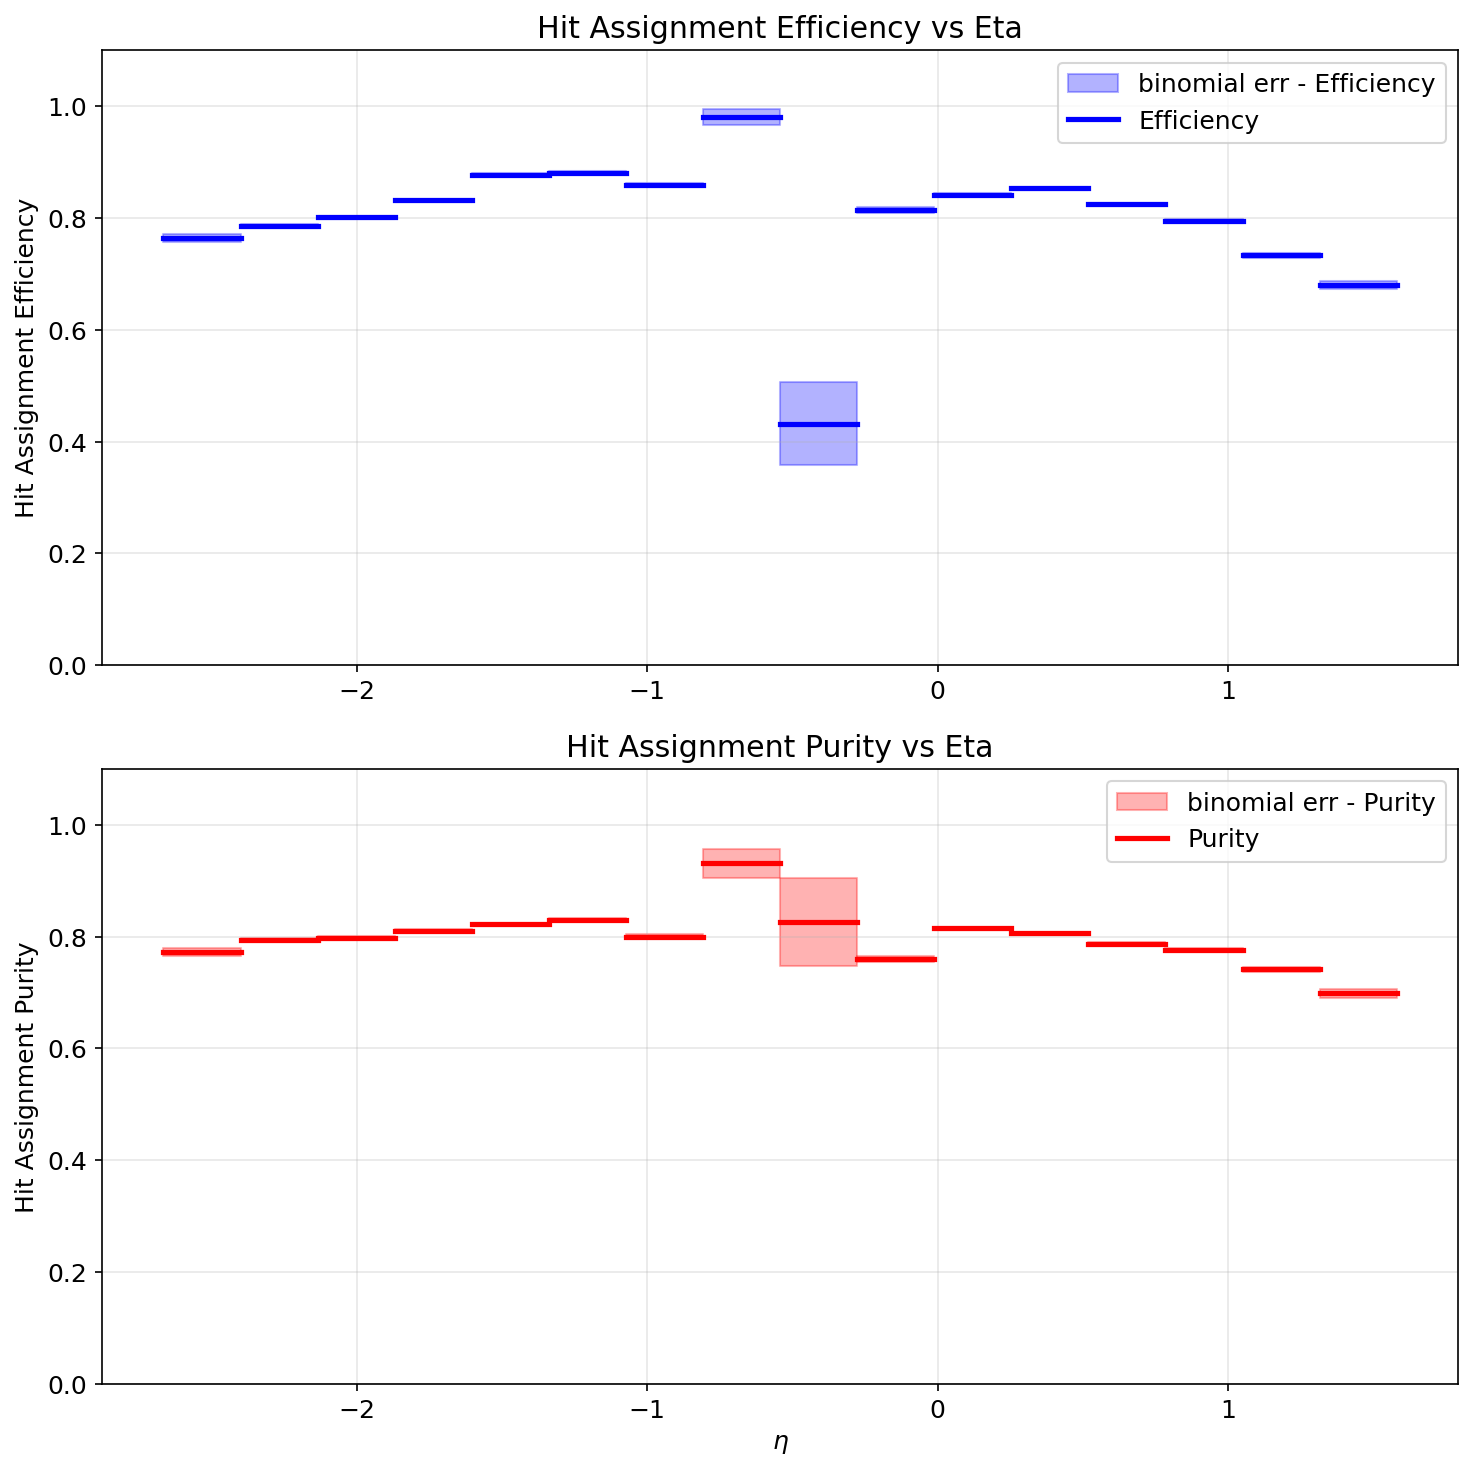 Hit Assignment Efficiency vs Eta
binomial err - Efficiency
Efficiency
Hit Assignment Efficiency
1.0
0.8
0.6
0.4
0.2
0.0
−2 −1 0 1
Hit Assignment Purity vs Eta
binomial err - Purity
Purity
Hit Assignment Purity
1.0
0.8
0.6
0.4
0.2
0.0
−2 −1 0 1
η